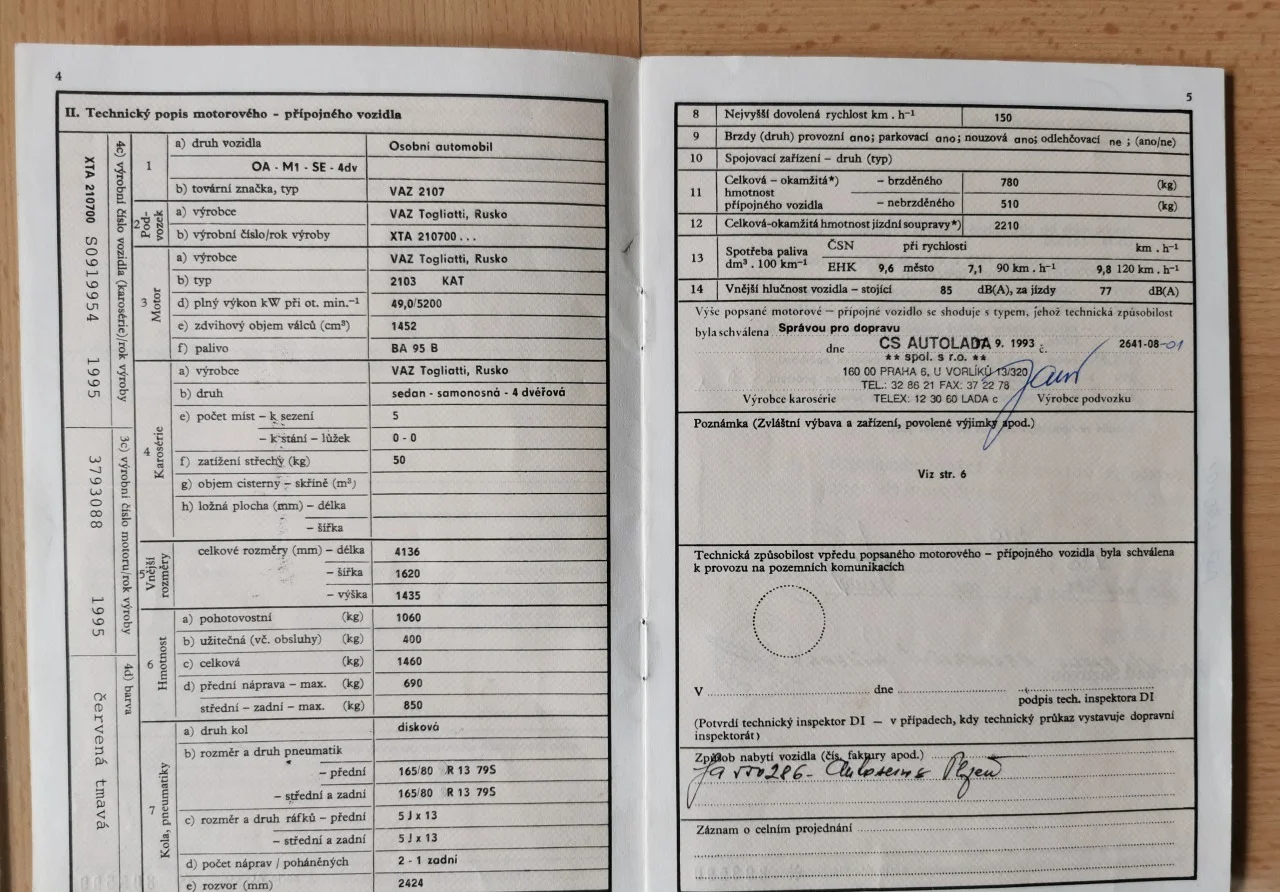 4
II. Technický popis motorového – přípojného vozidla
4c) výrobní číslo vozidla (karosérie)/rok výroby
XTA 210700 S0919954 1995
3c) výrobní číslo motoru/rok výroby
3793088 1995
4d) barva
červená tmavá
1 a) druh vozidla Osobní automobil
OA - M1 - SE - 4dv
b) tovární značka, typ VAZ 2107
2 Pod-vozek a) výrobce VAZ Togliatti, Rusko
b) výrobní číslo/rok výroby XTA 210700...
3 Motor a) výrobce VAZ Togliatti, Rusko
b) typ 2103 KAT
d) plný výkon kW při ot. min.⁻¹ 49,0/5200
e) zdvihový objem válců (cm³) 1452
f) palivo BA 95 B
4 Karosérie a) výrobce VAZ Togliatti, Rusko
b) druh sedan - samonosná - 4 dvéřová
e) počet míst – k sezení 5
– k stání – lůžek 0 - 0
f) zatížení střechy (kg) 50
g) objem cisterny – skříně (m³)
h) ložná plocha (mm) – délka
– šířka
5 Vnější rozměry celkové rozměry (mm) – délka 4136
– šířka 1620
– výška 1435
6 Hmotnost a) pohotovostní (kg) 1060
b) užitečná (vč. obsluhy) (kg) 400
c) celková (kg) 1460
d) přední náprava – max. (kg) 690
střední – zadní – max. (kg) 850
7 Kola, pneumatiky a) druh kol disková
b) rozměr a druh pneumatik
– přední 165/80 R 13 79S
– střední a zadní 165/80 R 13 79S
c) rozměr a druh ráfků – přední 5 J x 13
– střední a zadní 5 J x 13
d) počet náprav / poháněných 2 - 1 zadní
e) rozvor (mm) 2424
5
8 Nejvyšší dovolená rychlost km . h⁻¹ 150
9 Brzdy (druh) provozní ano; parkovací ano; nouzová ano; odlehčovací ne ; (ano/ne)
10 Spojovací zařízení – druh (typ)
11 Celková – okamžitá*) – brzděného 780 (kg)
hmotnost
přípojného vozidla – nebrzděného 510 (kg)
12 Celková-okamžitá hmotnost jízdní soupravy*) 2210
13 Spotřeba paliva ČSN při rychlosti km . h⁻¹
dm³ . 100 km⁻¹ EHK 9,6 město 7,1 90 km . h⁻¹ 9,8 120 km . h⁻¹
14 Vnější hlučnost vozidla – stojící 85 dB(A), za jízdy 77 dB(A)
Výše popsané motorové — přípojné vozidlo se shoduje s typem, jehož technická způsobilost
byla schválena Správou pro dopravu
dne 9. 1993 č. 2641-08-01
CS AUTOLADA
★★ spol. s r.o. ★★
160 00 PRAHA 6, U VORLÍKŮ 13/320
TEL.: 32 86 21 FAX: 37 22 78
TELEX: 12 30 60 LADA c
Výrobce karosérie Výrobce podvozku
Poznámka (Zvláštní výbava a zařízení, povolené výjimky apod.)
Viz str. 6
Technická způsobilost vpředu popsaného motorového – přípojného vozidla byla schválena
k provozu na pozemních komunikacích
V dne
podpis tech. inspektora DI
(Potvrdí technický inspektor DI — v případech, kdy technický průkaz vystavuje dopravní
inspektorát)
Způsob nabytí vozidla (čís. faktury apod.)
Plzeň
Záznam o celním projednání